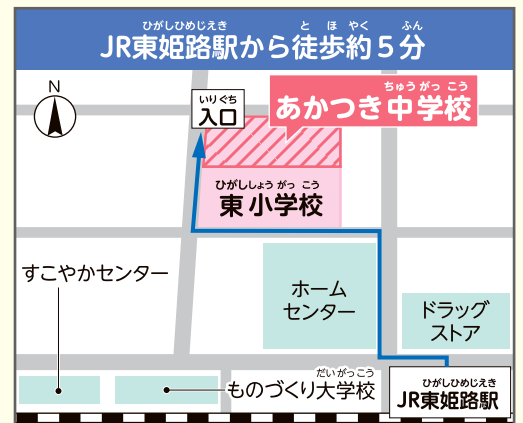 ひがしひめじえき と ほ やく ふん
JR東姫路駅から徒歩約5分
N
いりぐち
入口
ちゅうがっ こう
あかつき中学校
ひがししょう がっ こう
東 小学校
すこやかセンター
ホーム
センター
ドラッグ
ストア
だい がっこう
ものづくり大学校
ひがしひめじえき
JR東姫路駅